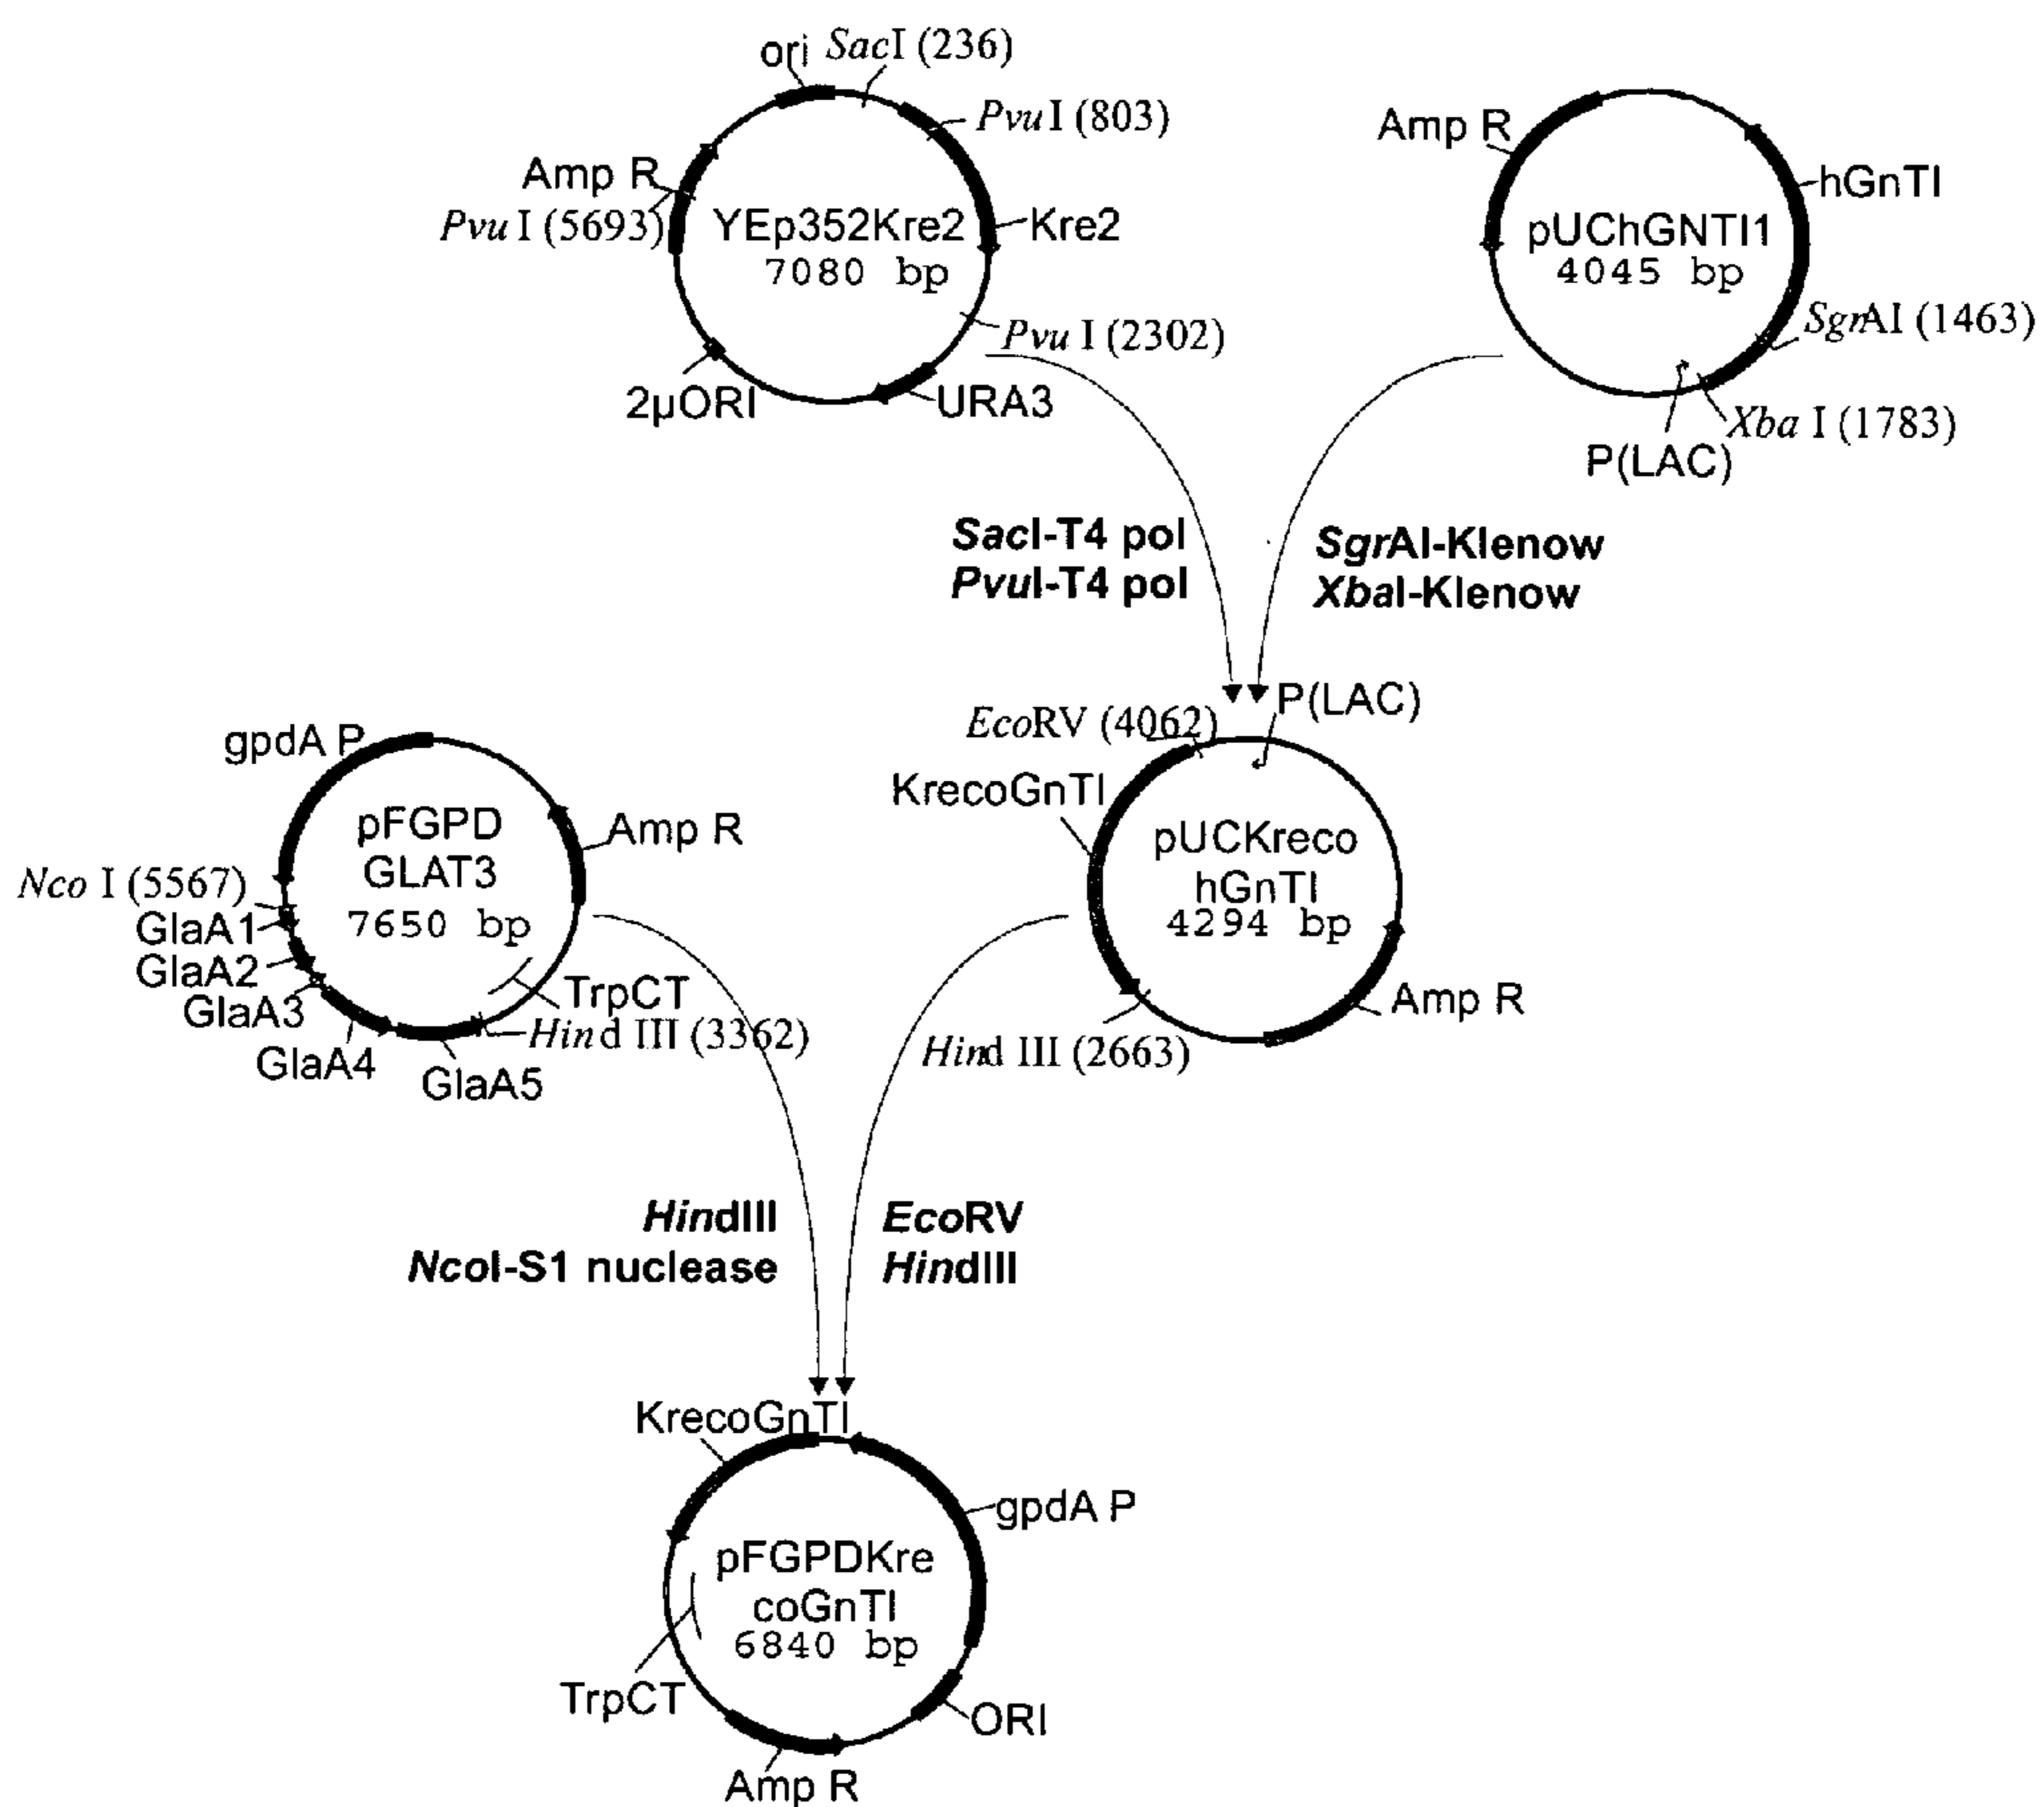 ori SacI (236)
PvuI (803)
Amp R
PvuI (5693)
YEp352Kre2
7080 bp
Kre2
PvuI (2302)
2µORI
URA3
Amp R
hGnTI
pUChGNTI1
4045 bp
SgrAI (1463)
XbaI (1783)
P(LAC)
SacI-T4 pol
PvuI-T4 pol
SgrAI-Klenow
XbaI-Klenow
gpdA P
pFGPD
GLAT3
7650 bp
Amp R
NcoI (5567)
GlaA1
GlaA2
GlaA3
GlaA4
GlaA5
TrpCT
HindIII (3362)
EcoRV (4062)
P(LAC)
KrecoGnTI
pUCKreco
hGnTI
4294 bp
Amp R
HindIII (2663)
HindIII
NcoI-S1 nuclease
EcoRV
HindIII
KrecoGnTI
gpdA P
pFGPDKre
coGnTI
6840 bp
TrpCT
ORI
Amp R